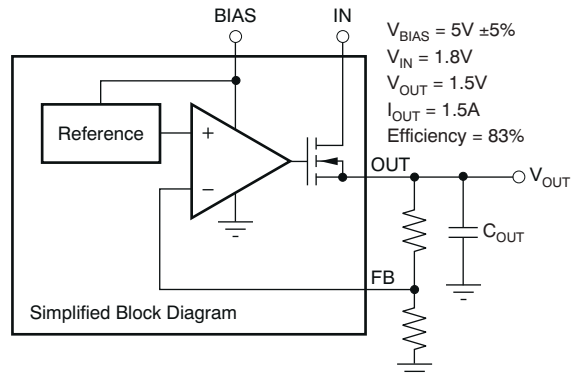 BIAS
IN
V_BIAS = 5V ±5%
V_IN = 1.8V
V_OUT = 1.5V
I_OUT = 1.5A
Efficiency = 83%
Reference
+
−
OUT
V_OUT
C_OUT
FB
Simplified Block Diagram